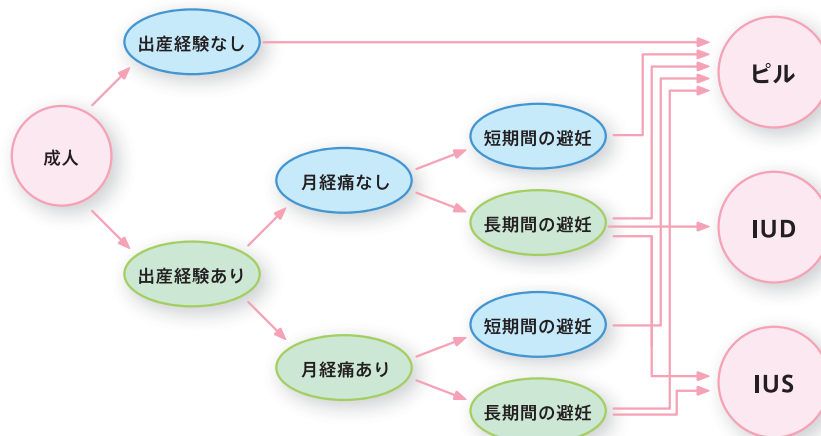 成人
出産経験なし
出産経験あり
月経痛なし
月経痛あり
短期間の避妊
長期間の避妊
短期間の避妊
長期間の避妊
ピル
IUD
IUS